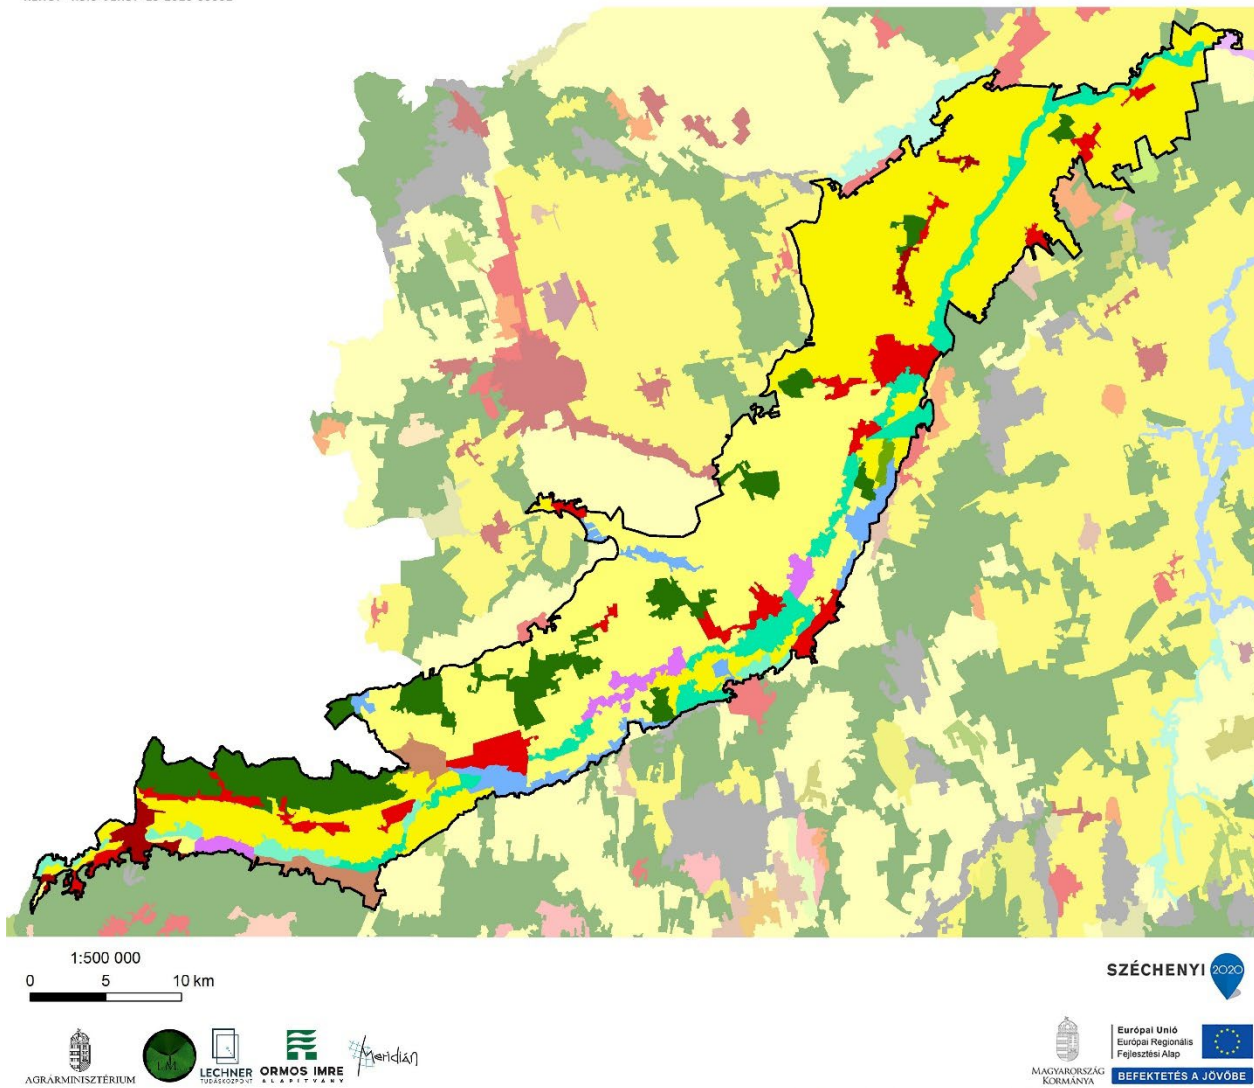 1:500 000
0 5 10 km
SZÉCHENYI 2020
AGRÁRMINISZTÉRIUM
LM
LECHNER
TUDÁSKÖZPONT
ORMOS IMRE
ALAPÍTVÁNY
Meridián
MAGYARORSZÁG
KORMÁNYA
Európai Unió
Európai Regionális
Fejlesztési Alap
BEFEKTETÉS A JÖVŐBE